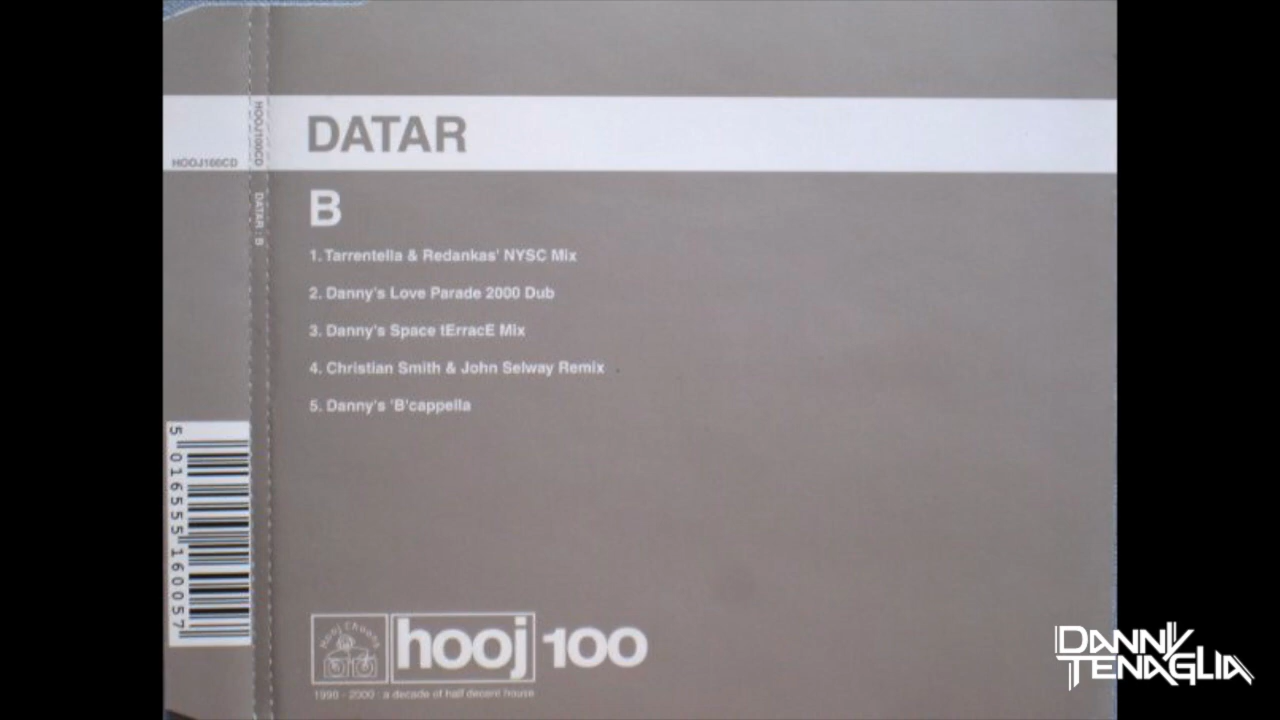 DATAR
HOOJ100CD
HOOJ100CD
DATAR : B
B
1. Tarrentella & Redankas' NYSC Mix
2. Danny's Love Parade 2000 Dub
3. Danny's Space tErracE Mix
4. Christian Smith & John Selway Remix
5. Danny's 'B'cappella
5 016555 160057
Hooj Choons
hooj 100
1990 - 2000 : a decade of half decent house
DANNY
TENAGLIA